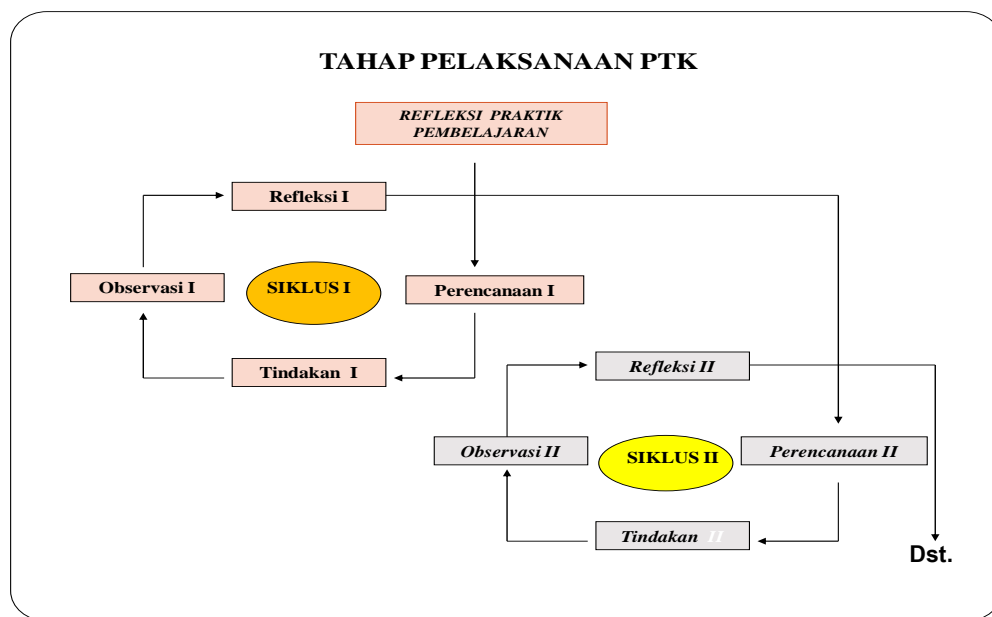 TAHAP PELAKSANAAN PTK
REFLEKSI PRAKTIK
PEMBELAJARAN
Refleksi I
Observasi I
SIKLUS I
Perencanaan I
Tindakan I
Refleksi II
Observasi II
SIKLUS II
Perencanaan II
Tindakan II
Dst.